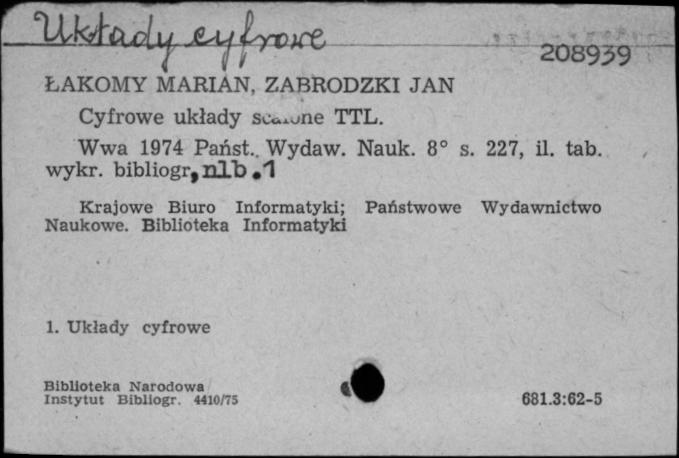 Układy cyfrowe
208939
ŁAKOMY MARIAN, ZABRODZKI JAN
Cyfrowe układy scalone TTL.
Wwa 1974 Państ. Wydaw. Nauk. 8° s. 227, il. tab.
wykr. bibliogr, nlb.1
Krajowe Biuro Informatyki; Państwowe Wydawnictwo
Naukowe. Biblioteka Informatyki
1. Układy cyfrowe
Biblioteka Narodowa
Instytut Bibliogr. 4410/75
681.3:62-5